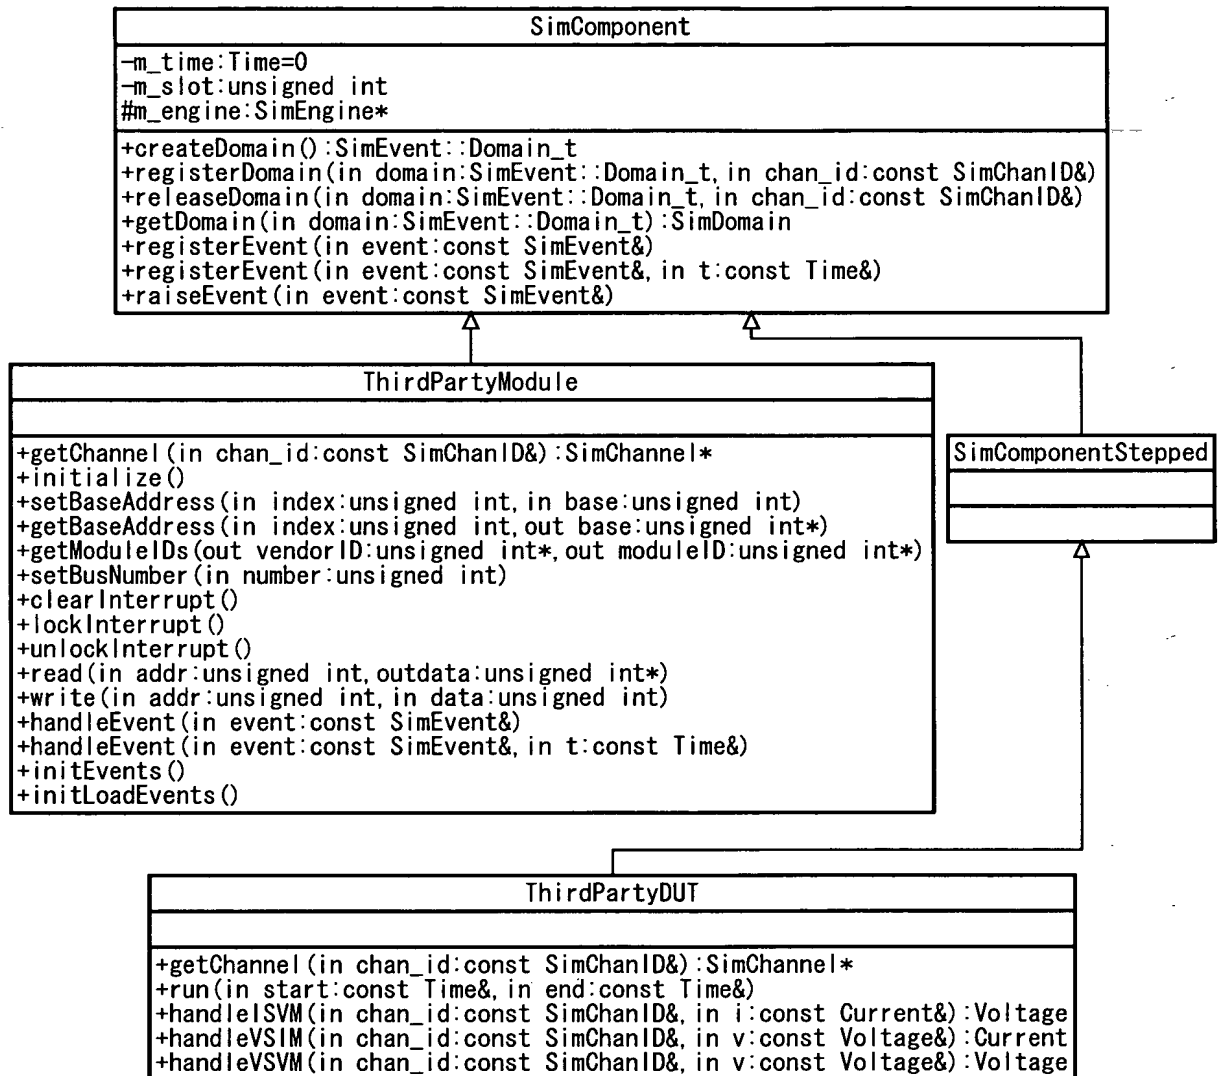 SimComponent
-m_time:Time=0
-m_slot:unsigned int
#m_engine:SimEngine*
+createDomain():SimEvent::Domain_t
+registerDomain(in domain:SimEvent::Domain_t,in chan_id:const SimChanID&)
+releaseDomain(in domain:SimEvent::Domain_t,in chan_id:const SimChanID&)
+getDomain(in domain:SimEvent::Domain_t):SimDomain
+registerEvent(in event:const SimEvent&)
+registerEvent(in event:const SimEvent&,in t:const Time&)
+raiseEvent(in event:const SimEvent&)
ThirdPartyModule
+getChannel(in chan_id:const SimChanID&):SimChannel*
+initialize()
+setBaseAddress(in index:unsigned int,in base:unsigned int)
+getBaseAddress(in index:unsigned int,out base:unsigned int*)
+getModuleIDs(out vendorID:unsigned int*,out moduleID:unsigned int*)
+setBusNumber(in number:unsigned int)
+clearInterrupt()
+lockInterrupt()
+unlockInterrupt()
+read(in addr:unsigned int,outdata:unsigned int*)
+write(in addr:unsigned int,in data:unsigned int)
+handleEvent(in event:const SimEvent&)
+handleEvent(in event:const SimEvent&,in t:const Time&)
+initEvents()
+initLoadEvents()
SimComponentStepped
ThirdPartyDUT
+getChannel(in chan_id:const SimChanID&):SimChannel*
+run(in start:const Time&,in end:const Time&)
+handleISVM(in chan_id:const SimChanID&,in i:const Current&):Voltage
+handleVSIM(in chan_id:const SimChanID&,in v:const Voltage&):Current
+handleVSVM(in chan_id:const SimChanID&,in v:const Voltage&):Voltage